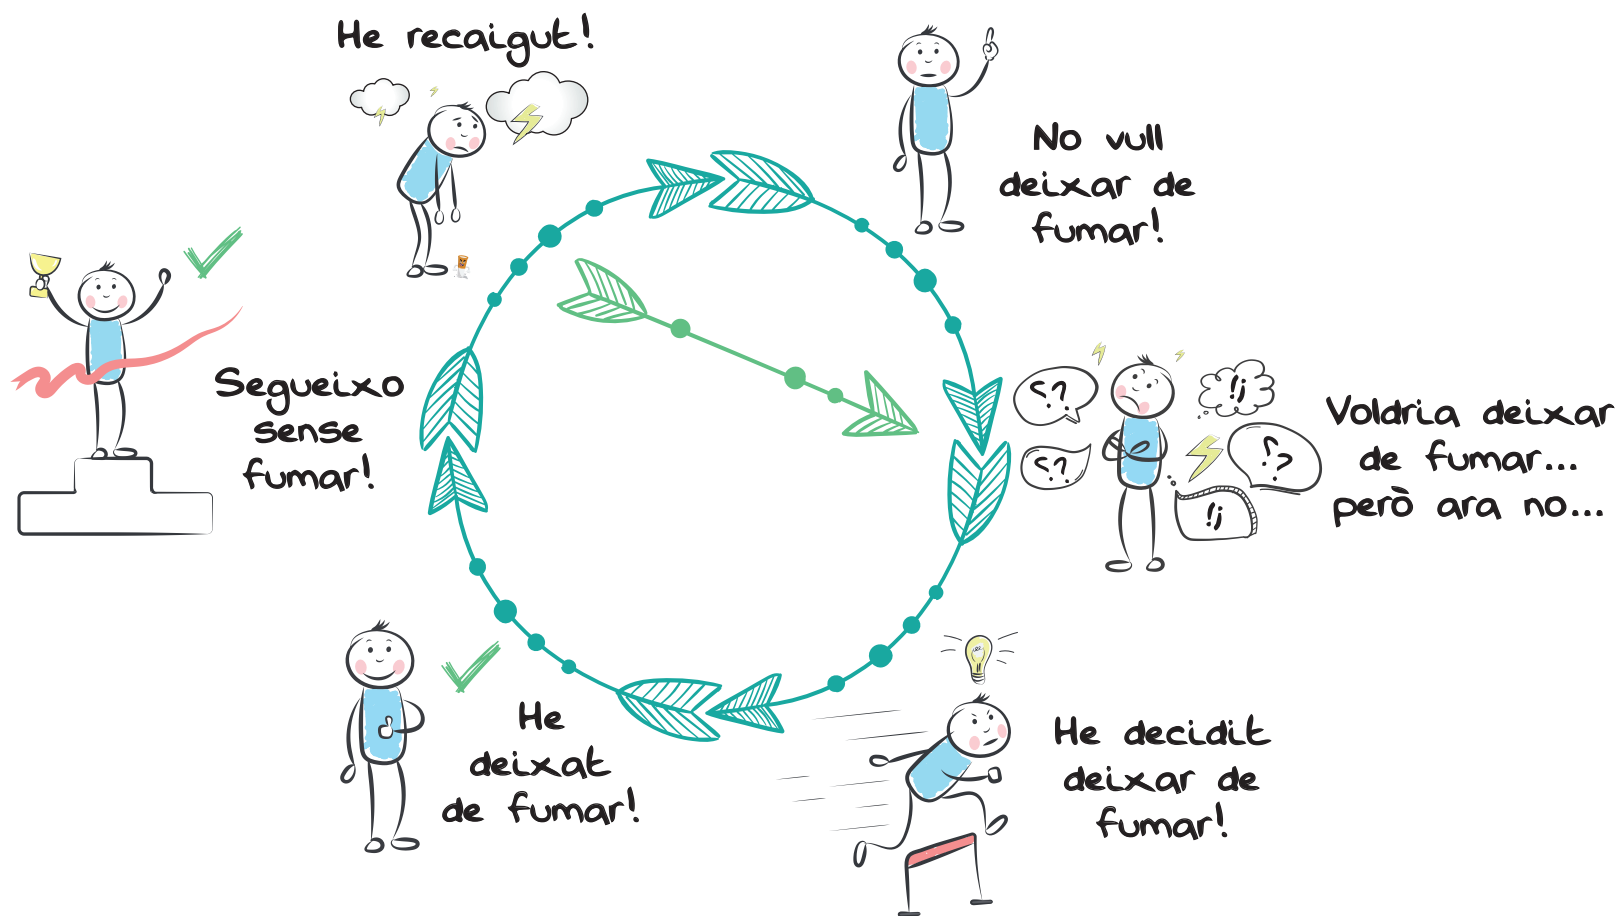 He recaigut!
No vull
deixar de
fumar!
Voldria deixar
de fumar...
però ara no...
He decidit
deixar de
fumar!
He
deixat
de fumar!
Segueixo
sense
fumar!
¿?
¿?
!¡
¿?
!¡